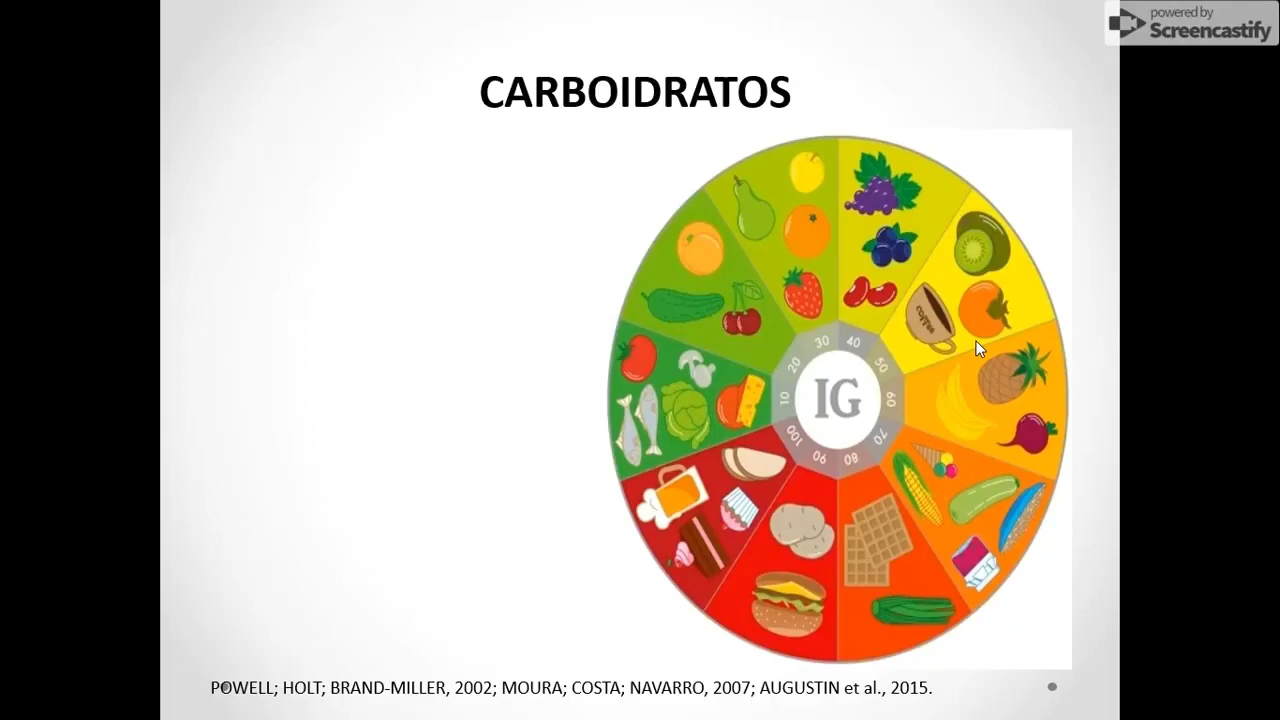 powered by
Screencastify
CARBOIDRATOS
IG
10
20
30
40
50
60
70
80
90
100
coffee
POWELL; HOLT; BRAND-MILLER, 2002; MOURA; COSTA; NAVARRO, 2007; AUGUSTIN et al., 2015.